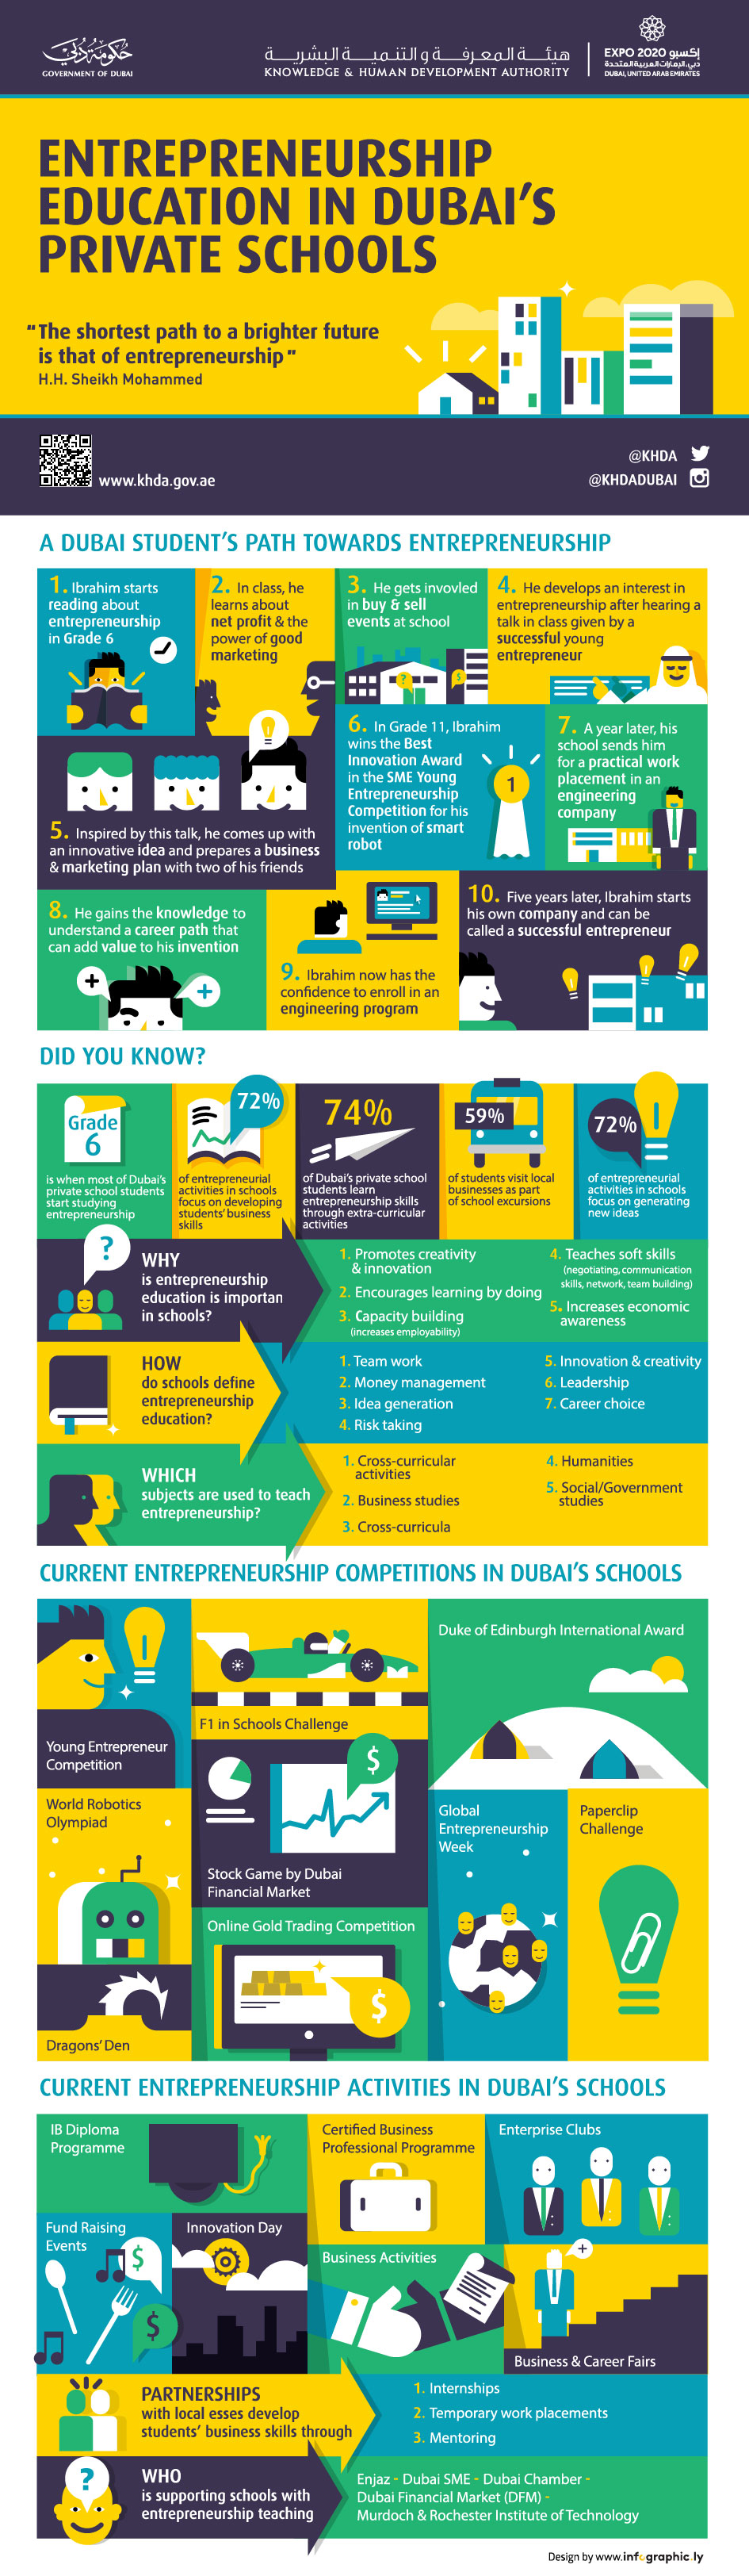 حكومة دبي
GOVERNMENT OF DUBAI
هيئة المعرفة والتنمية البشرية
KNOWLEDGE & HUMAN DEVELOPMENT AUTHORITY
EXPO 2020 إكسبو
دبي، الإمارات العربية المتحدة
DUBAI, UNITED ARAB EMIRATES
ENTREPRENEURSHIP
EDUCATION IN DUBAI'S
PRIVATE SCHOOLS
"The shortest path to a brighter future
is that of entrepreneurship"
H.H. Sheikh Mohammed
www.khda.gov.ae
@KHDA
@KHDADUBAI
A DUBAI STUDENT'S PATH TOWARDS ENTREPRENEURSHIP
1. Ibrahim starts
reading about
entrepreneurship
in Grade 6
2. In class, he
learns about
net profit & the
power of good
marketing
3. He gets invovled
in buy & sell
events at school
?
$
4. He develops an interest in
entrepreneurship after hearing a
talk in class given by a
successful young
entrepreneur
5. Inspired by this talk, he comes up with
an innovative idea and prepares a business
& marketing plan with two of his friends
6. In Grade 11, Ibrahim
wins the Best
Innovation Award
in the SME Young
Entrepreneurship
Competition for his
invention of smart
robot
1
7. A year later, his
school sends him
for a practical work
placement in an
engineering
company
8. He gains the knowledge to
understand a career path that
can add value to his invention
9. Ibrahim now has the
confidence to enroll in an
engineering program
10. Five years later, Ibrahim starts
his own company and can be
called a successful entrepreneur
DID YOU KNOW?
Grade
6
is when most of Dubai's
private school students
start studying
entrepreneurship
72%
of entrepreneurial
activities in schools
focus on developing
students' business
skills
74%
of Dubai's private school
students learn
entrepreneurship skills
through extra-curricular
activities
59%
of students visit local
businesses as part
of school excursions
72%
of entrepreneurial
activities in schools
focus on generating
new ideas
?
WHY
is entrepreneurship
education is importan
in schools?
1. Promotes creativity
& innovation
2. Encourages learning by doing
3. Capacity building
(increases employability)
4. Teaches soft skills
(negotiating, communication
skills, network, team building)
5. Increases economic
awareness
HOW
do schools define
entrepreneurship
education?
1. Team work
2. Money management
3. Idea generation
4. Risk taking
5. Innovation & creativity
6. Leadership
7. Career choice
WHICH
subjects are used to teach
entrepreneurship?
1. Cross-curricular
activities
2. Business studies
3. Cross-curricula
4. Humanities
5. Social/Government
studies
CURRENT ENTREPRENEURSHIP COMPETITIONS IN DUBAI'S SCHOOLS
Young Entrepreneur
Competition
F1 in Schools Challenge
Duke of Edinburgh International Award
World Robotics
Olympiad
$
Stock Game by Dubai
Financial Market
Global
Entrepreneurship
Week
Paperclip
Challenge
Online Gold Trading Competition
$
Dragons' Den
CURRENT ENTREPRENEURSHIP ACTIVITIES IN DUBAI'S SCHOOLS
IB Diploma
Programme
Certified Business
Professional Programme
Enterprise Clubs
Fund Raising
Events
$
$
Innovation Day
Business Activities
Business & Career Fairs
PARTNERSHIPS
with local esses develop
students' business skills through
1. Internships
2. Temporary work placements
3. Mentoring
?
WHO
is supporting schools with
entrepreneurship teaching
Enjaz - Dubai SME - Dubai Chamber -
Dubai Financial Market (DFM) -
Murdoch & Rochester Institute of Technology
Design by www.infographic.ly